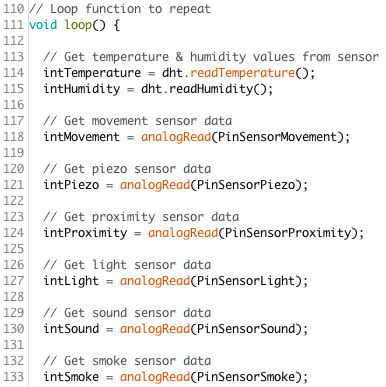 110 // Loop function to repeat
111 void loop() {
112
113 // Get temperature & humidity values from sensor
114 intTemperature = dht.readTemperature();
115 intHumidity = dht.readHumidity();
116
117 // Get movement sensor data
118 intMovement = analogRead(PinSensorMovement);
119
120 // Get piezo sensor data
121 intPiezo = analogRead(PinSensorPiezo);
122
123 // Get proximity sensor data
124 intProximity = analogRead(PinSensorProximity);
125
126 // Get light sensor data
127 intLight = analogRead(PinSensorLight);
128
129 // Get sound sensor data
130 intSound = analogRead(PinSensorSound);
131
132 // Get smoke sensor data
133 intSmoke = analogRead(PinSensorSmoke);